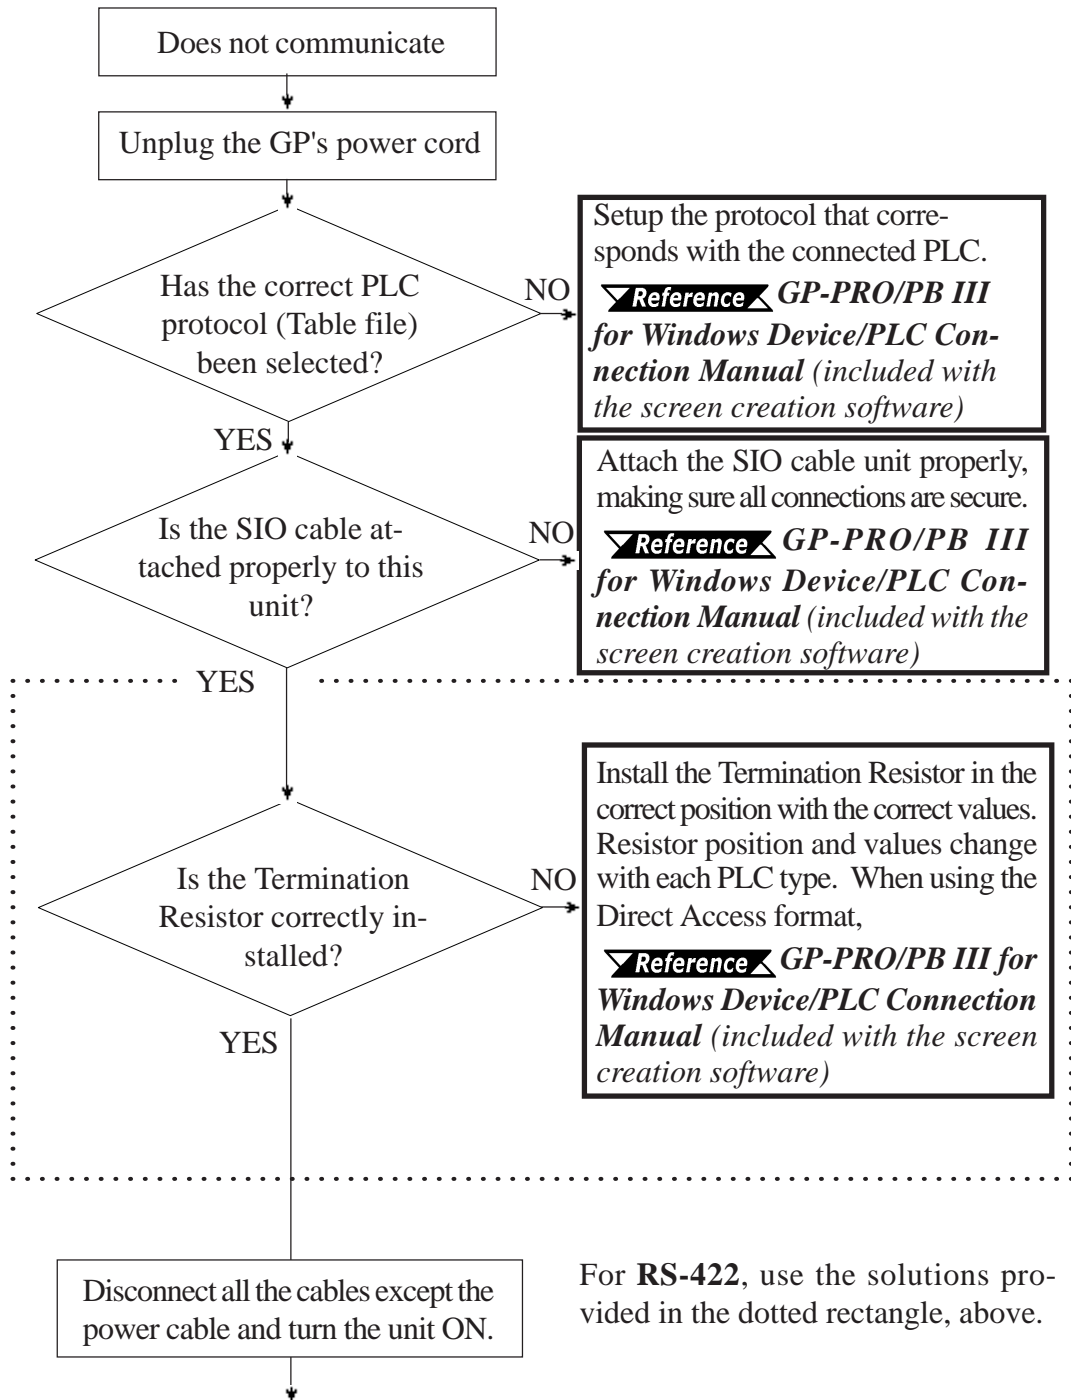 Does not communicate
Unplug the GP's power cord
Has the correct PLC
protocol (Table file)
been selected?
NO
Setup the protocol that corre-
sponds with the connected PLC.
Reference GP-PRO/PB III
for Windows Device/PLC Con-
nection Manual (included with
the screen creation software)
YES
Is the SIO cable at-
tached properly to this
unit?
NO
Attach the SIO cable unit properly,
making sure all connections are secure.
Reference GP-PRO/PB III
for Windows Device/PLC Con-
nection Manual (included with the
screen creation software)
YES
Is the Termination
Resistor correctly in-
stalled?
NO
Install the Termination Resistor in the
correct position with the correct values.
Resistor position and values change
with each PLC type. When using the
Direct Access format,
Reference GP-PRO/PB III for
Windows Device/PLC Connection
Manual (included with the screen
creation software)
YES
Disconnect all the cables except the
power cable and turn the unit ON.
For RS-422, use the solutions pro-
vided in the dotted rectangle, above.